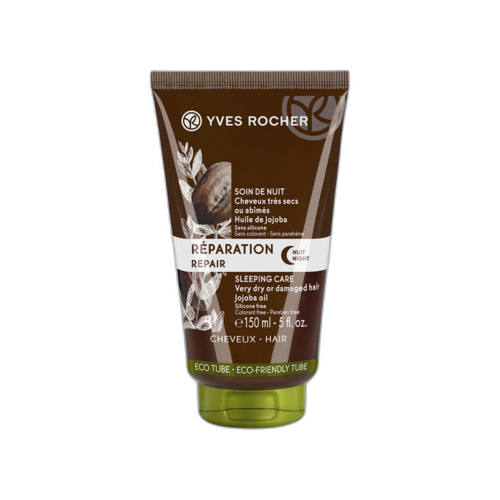 YVES ROCHER
SOIN DE NUIT
Cheveux très secs
ou abîmés
Huile de Jojoba
Sans silicone
Sans colorant - Sans parabène
RÉPARATION
REPAIR
NUIT
NIGHT
SLEEPING CARE
Very dry or damaged hair
Jojoba oil
Silicone free
Colorant free - Paraben free
℮150 ml - 5 fl. oz.
CHEVEUX • HAIR
ECO TUBE • ECO-FRIENDLY TUBE